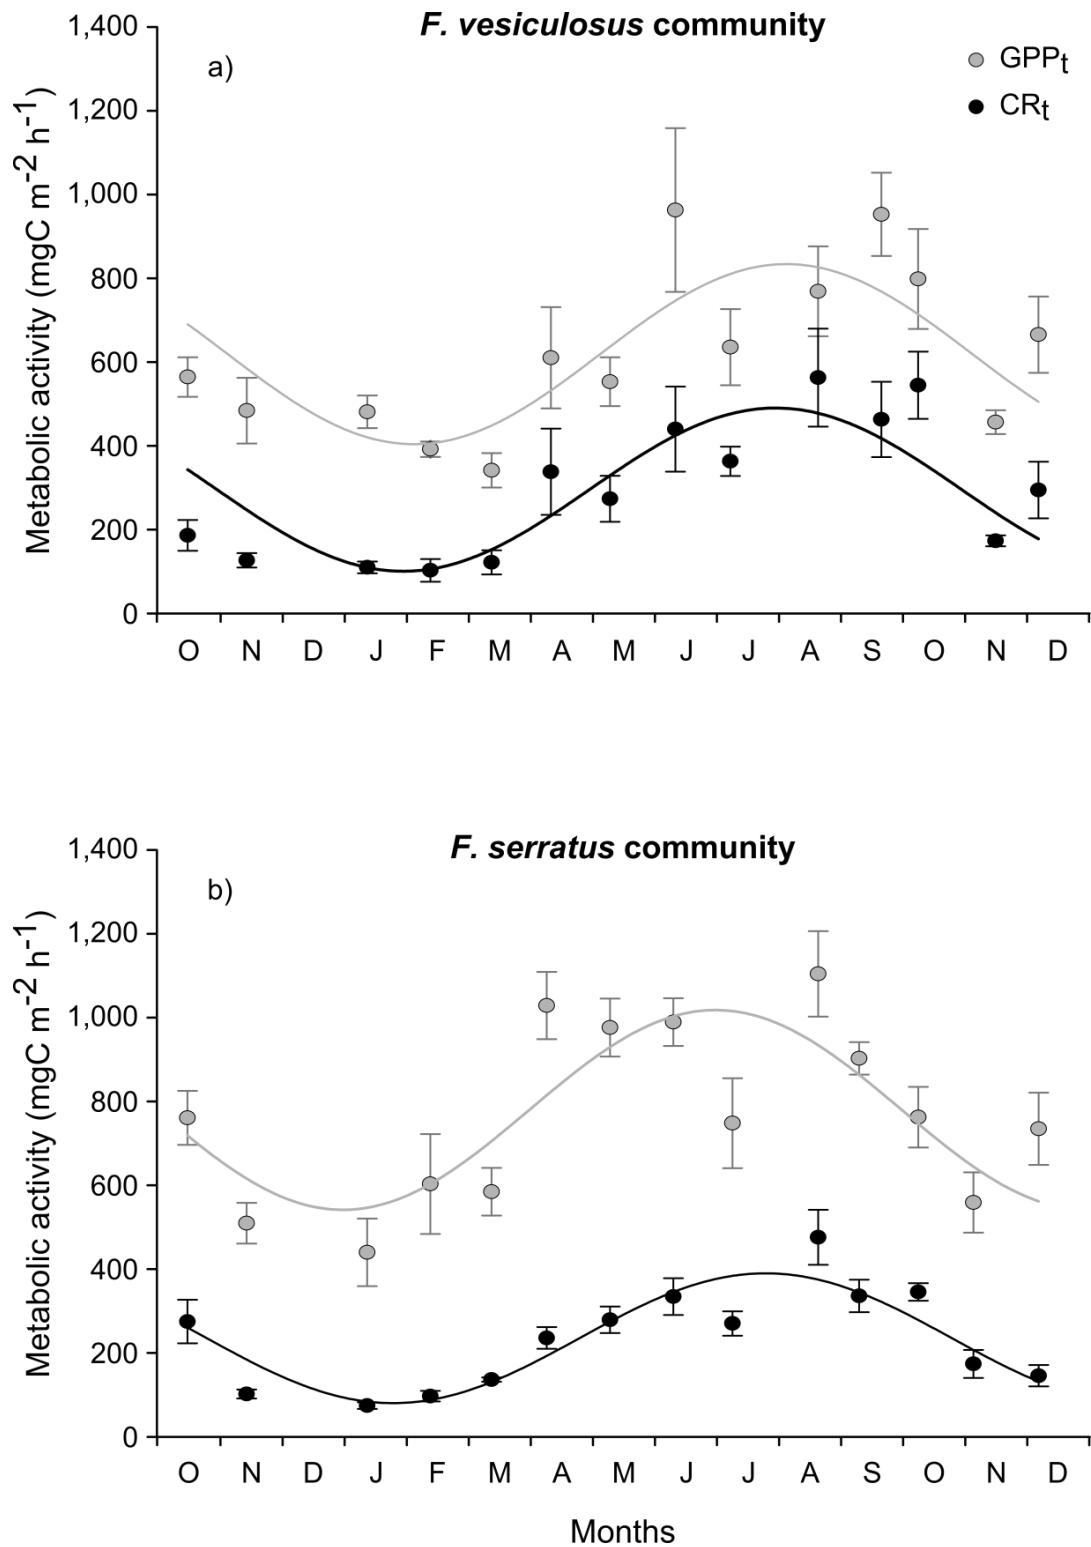 F. vesiculosus community
a)
GPPt
CRt
Metabolic activity (mgC m-2 h-1)
1,400
1,200
1,000
800
600
400
200
0
O N D J F M A M J J A S O N D
F. serratus community
b)
Metabolic activity (mgC m-2 h-1)
1,400
1,200
1,000
800
600
400
200
0
O N D J F M A M J J A S O N D
Months